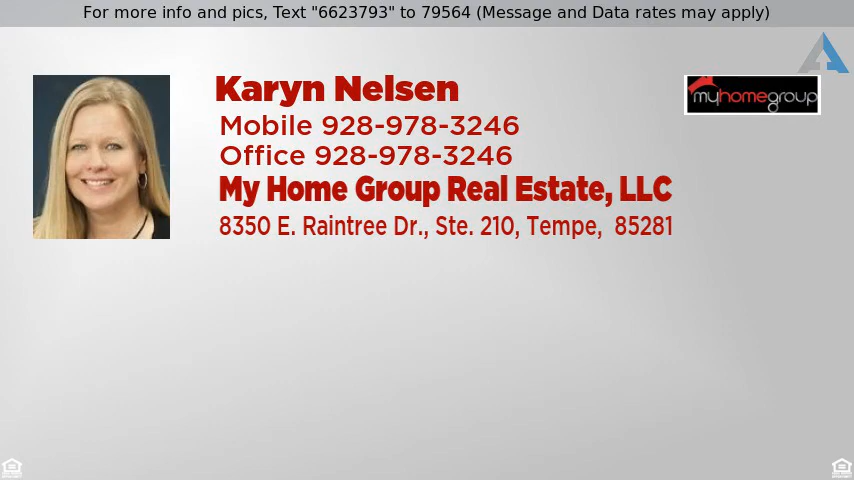 For more info and pics, Text "6623793" to 79564 (Message and Data rates may apply)
Karyn Nelsen
myhomegroup
Mobile 928-978-3246
Office 928-978-3246
My Home Group Real Estate, LLC
8350 E. Raintree Dr., Ste. 210, Tempe, 85281